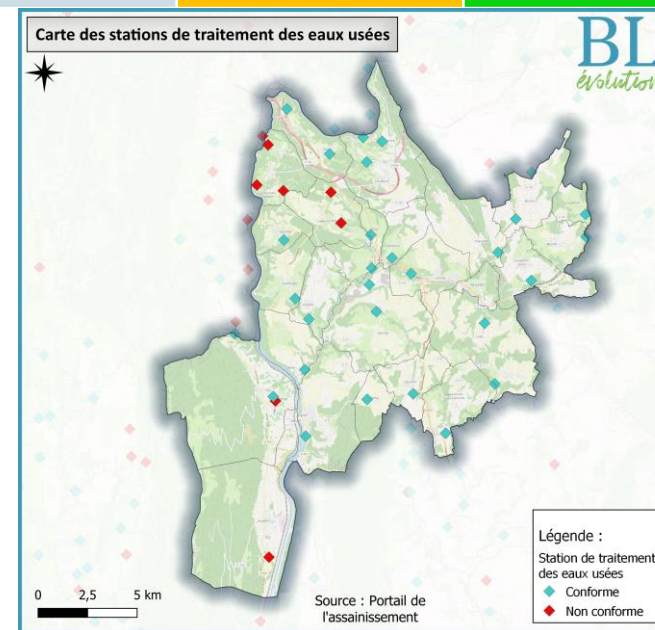 Carte des stations de traitement des eaux usées
BL
évolution
Légende :
Station de traitement
des eaux usées
Conforme
Non conforme
0 2,5 5 km
Source : Portail de
l'assainissement